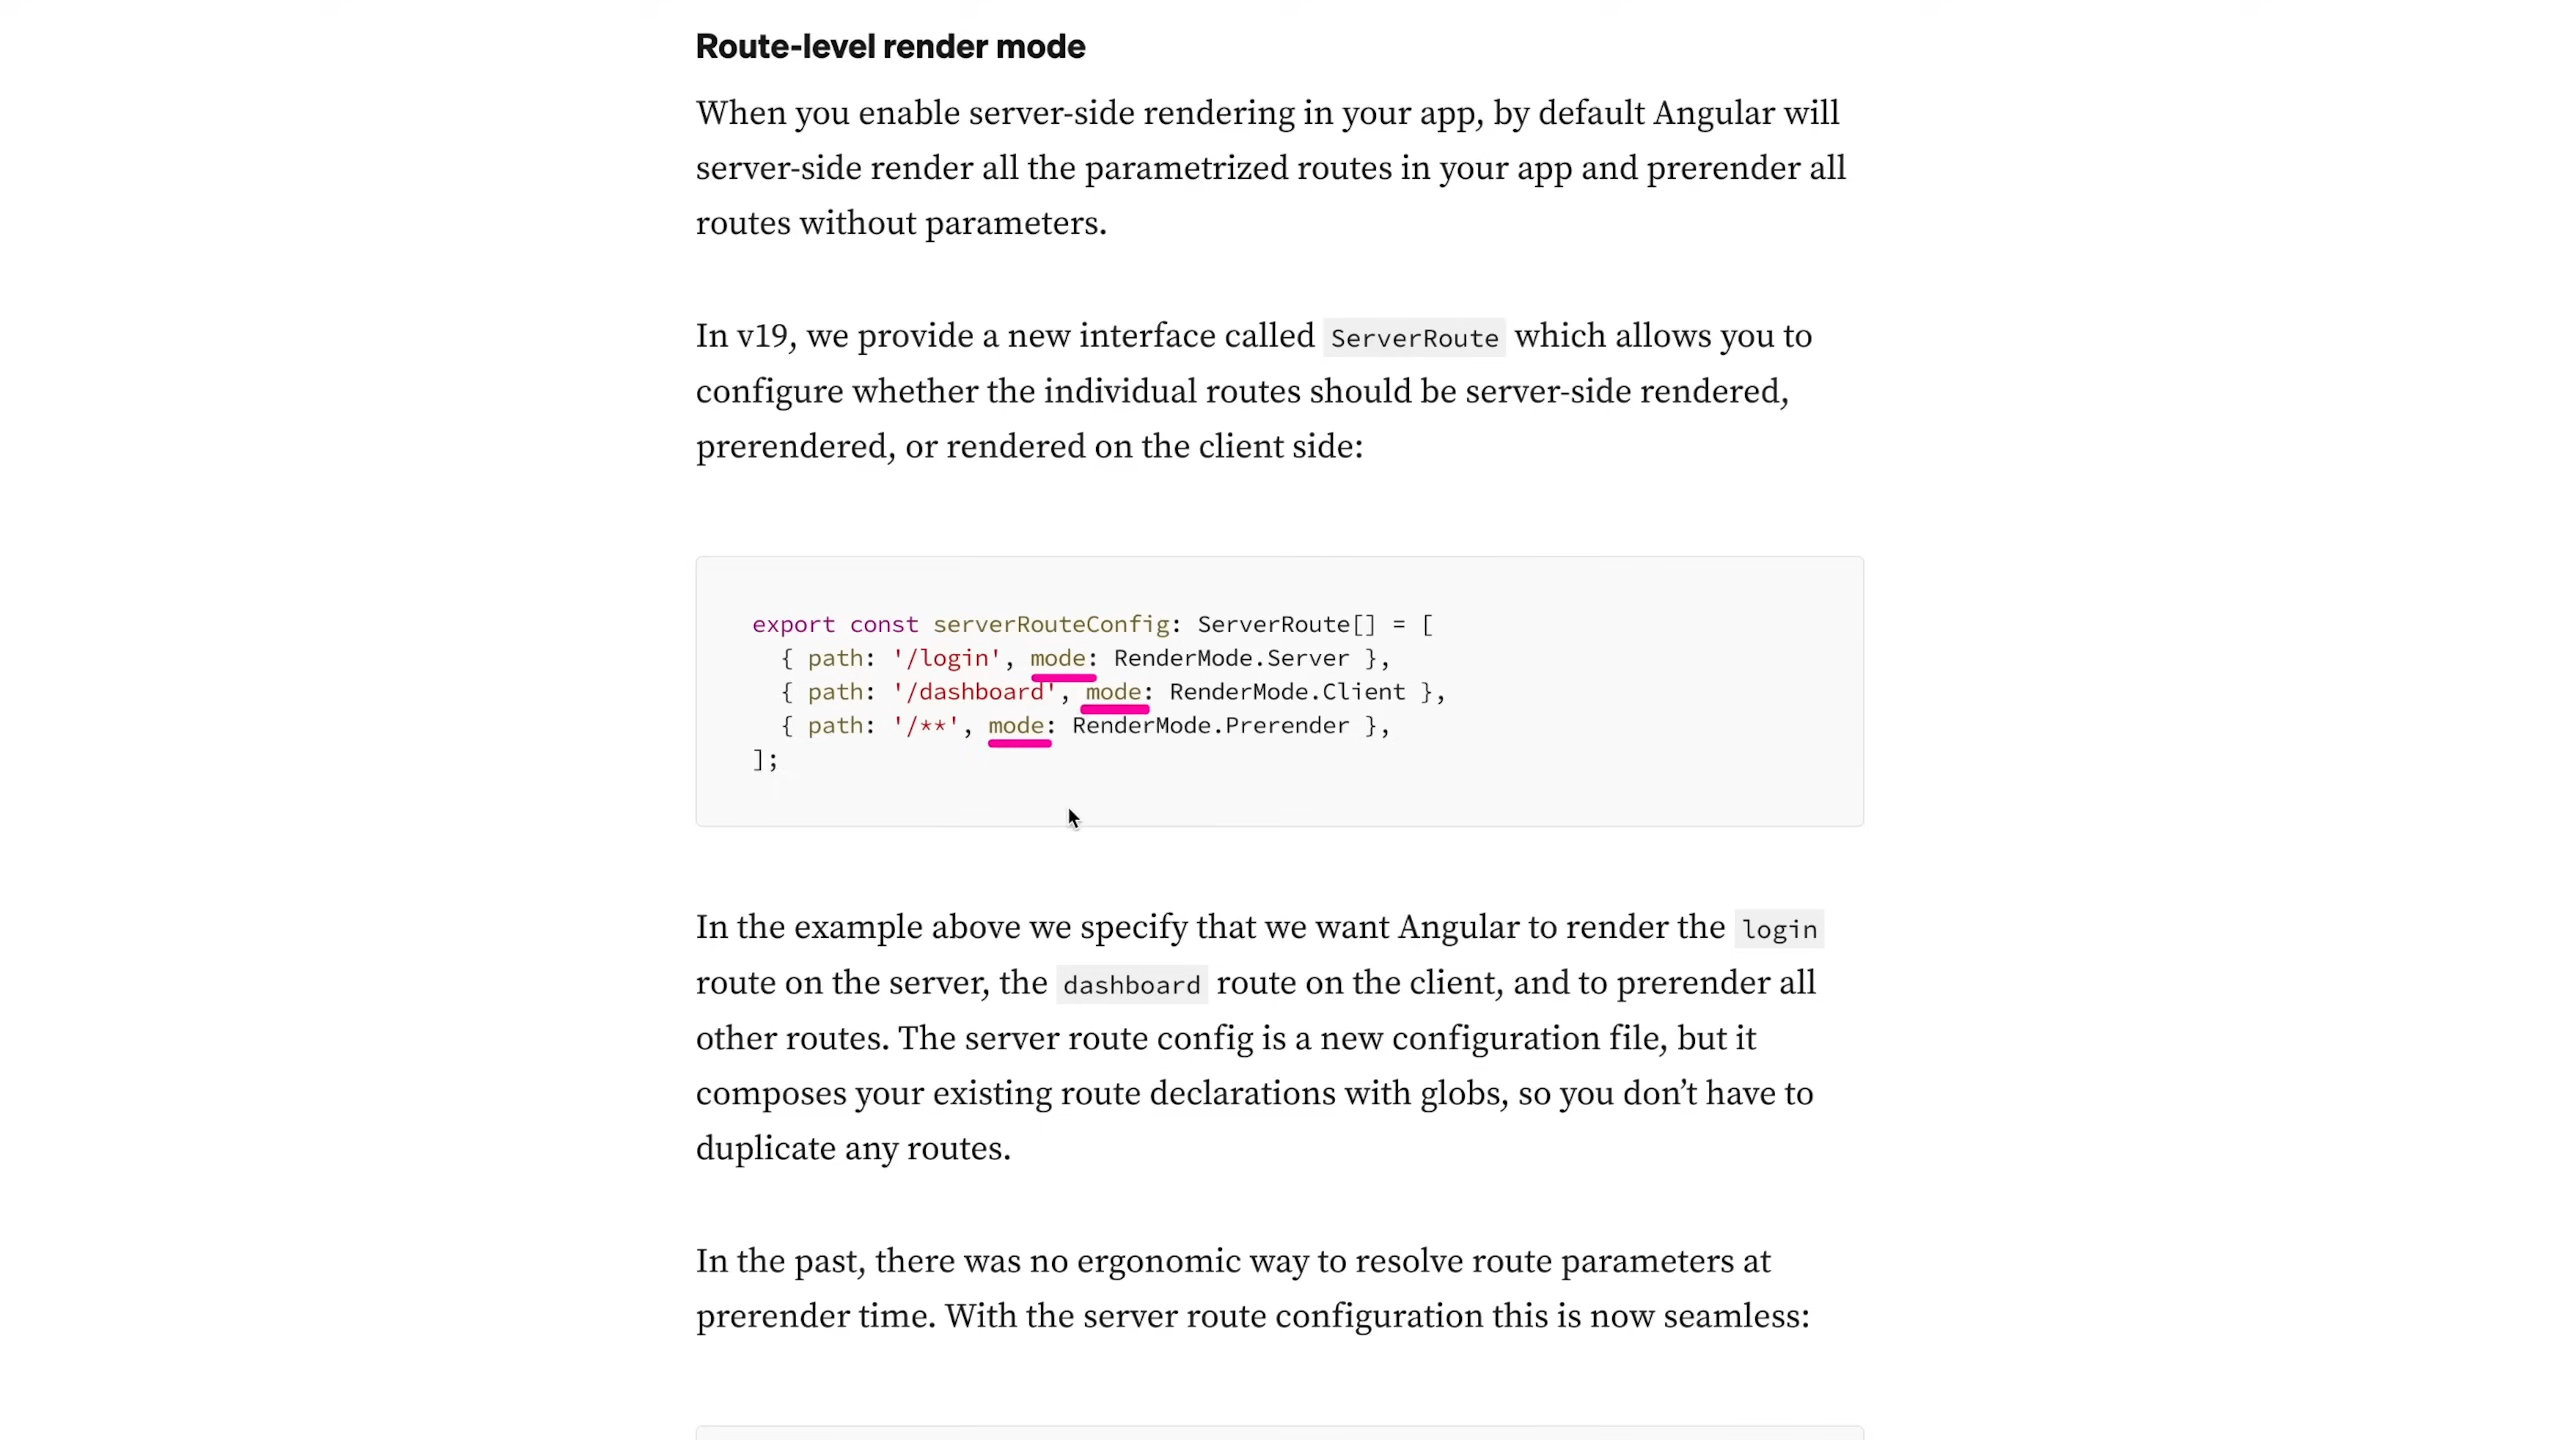 Route-level render mode
When you enable server-side rendering in your app, by default Angular will
server-side render all the parametrized routes in your app and prerender all
routes without parameters.
In v19, we provide a new interface called ServerRoute which allows you to
configure whether the individual routes should be server-side rendered,
prerendered, or rendered on the client side:
export const serverRouteConfig: ServerRoute[] = [
  { path: '/login', mode: RenderMode.Server },
  { path: '/dashboard', mode: RenderMode.Client },
  { path: '/**', mode: RenderMode.Prerender },
];
In the example above we specify that we want Angular to render the login
route on the server, the dashboard route on the client, and to prerender all
other routes. The server route config is a new configuration file, but it
composes your existing route declarations with globs, so you don’t have to
duplicate any routes.
In the past, there was no ergonomic way to resolve route parameters at
prerender time. With the server route configuration this is now seamless: